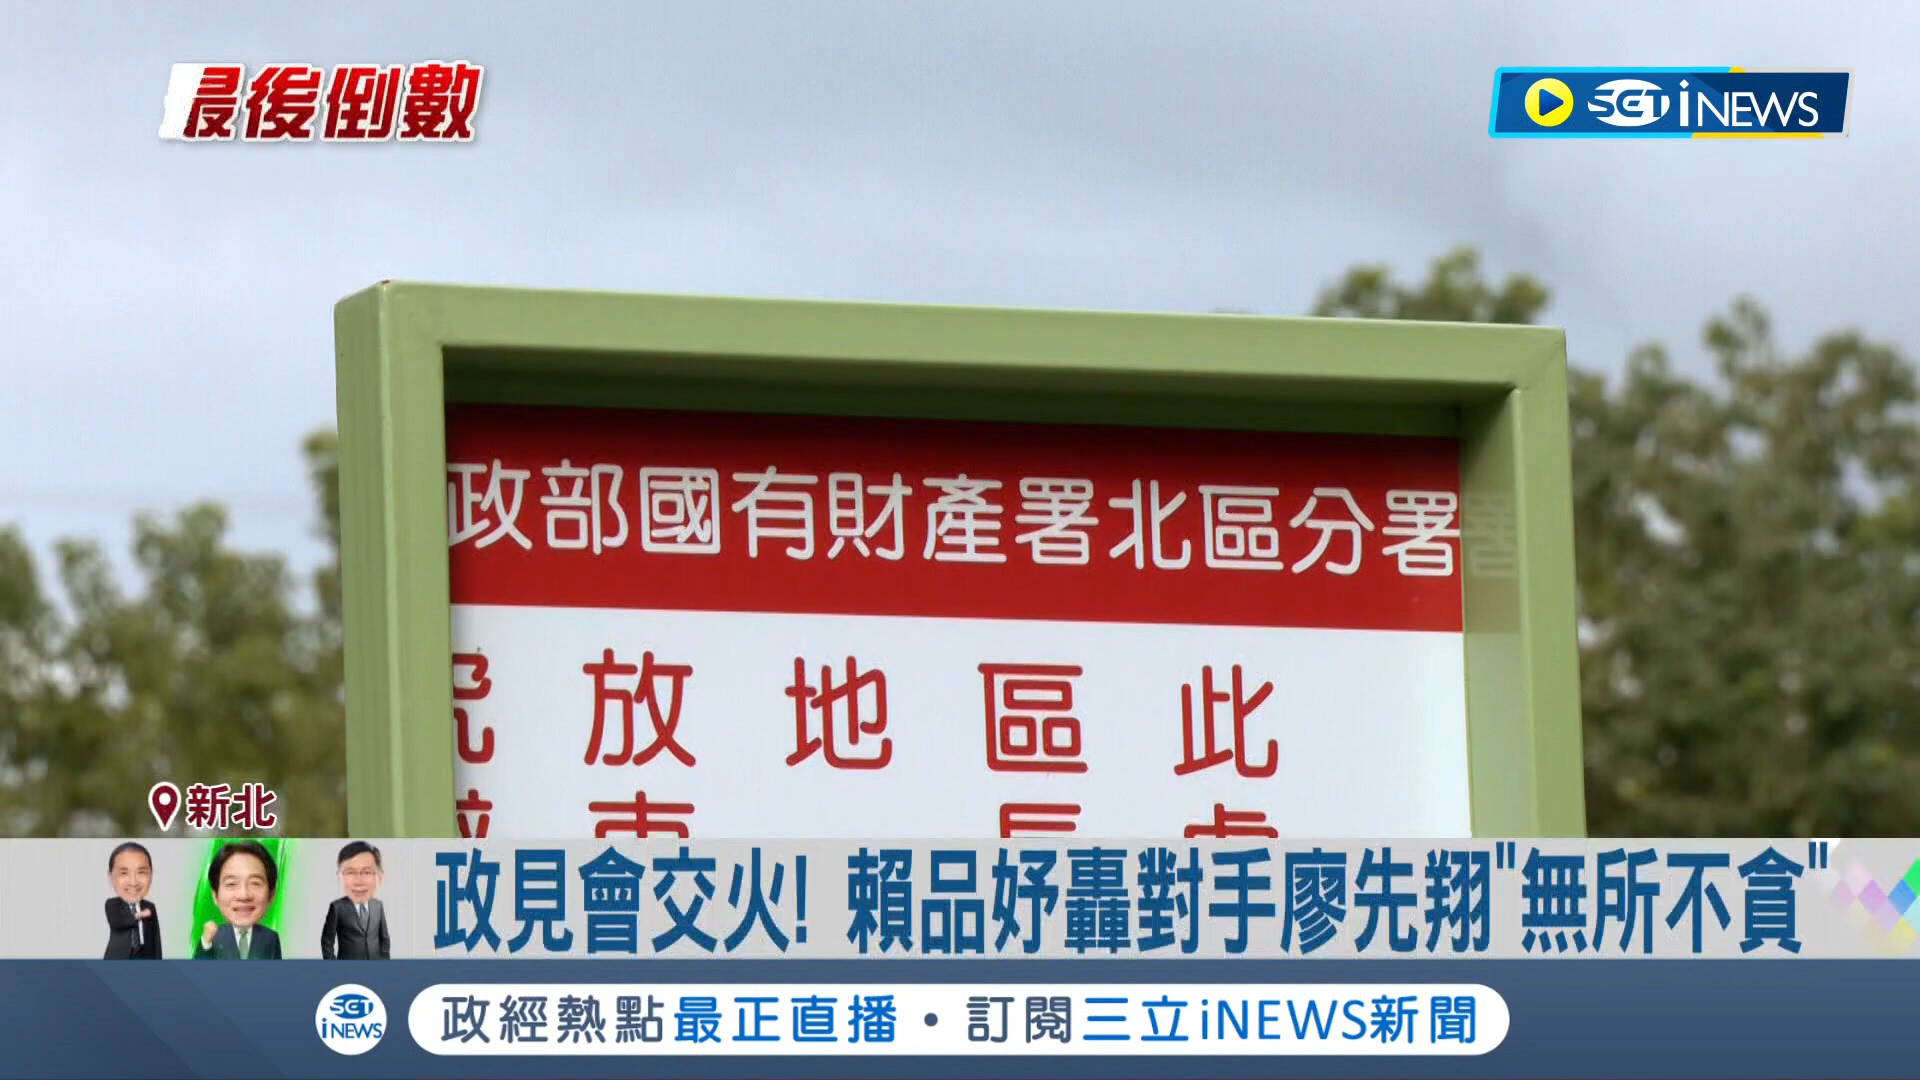 最後倒數
SET iNEWS
政部國有財產署北區分署
放地區此
新北
政見會交火! 賴品妤轟對手廖先翔"無所不貪"
SET iNEWS
政經熱點最正直播・訂閱三立iNEWS新聞